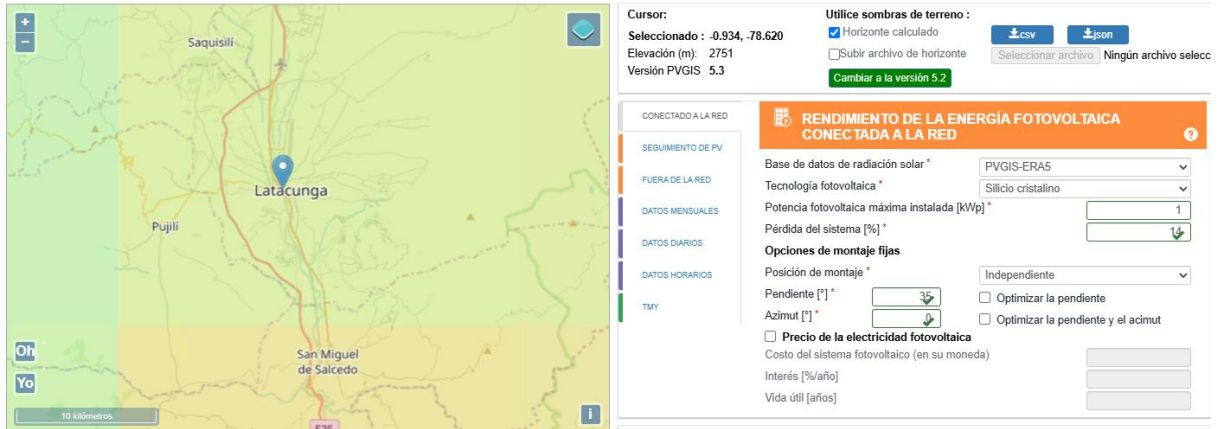 +
−
Saquisilí
Latacunga
Pujilí
San Miguel
de Salcedo
Oh
Yo
10 kilómetros
E35
i
Cursor:
Utilice sombras de terreno :
Seleccionado : -0.934, -78.620
Horizonte calculado
csv
json
Elevación (m): 2751
Subir archivo de horizonte
Seleccionar archivo Ningún archivo selecc
Versión PVGIS 5.3
Cambiar a la versión 5.2
CONECTADO A LA RED
SEGUIMIENTO DE PV
FUERA DE LA RED
DATOS MENSUALES
DATOS DIARIOS
DATOS HORARIOS
TMY
RENDIMIENTO DE LA ENERGÍA FOTOVOLTAICA
CONECTADA A LA RED
?
Base de datos de radiación solar * PVGIS-ERA5
Tecnología fotovoltaica * Silicio cristalino
Potencia fotovoltaica máxima instalada [kWp] * 1
Pérdida del sistema [%] * 14
Opciones de montaje fijas
Posición de montaje * Independiente
Pendiente [°] * 35 Optimizar la pendiente
Azimut [°] * 0 Optimizar la pendiente y el acimut
Precio de la electricidad fotovoltaica
Costo del sistema fotovoltaico (en su moneda)
Interés [%/año]
Vida útil [años]